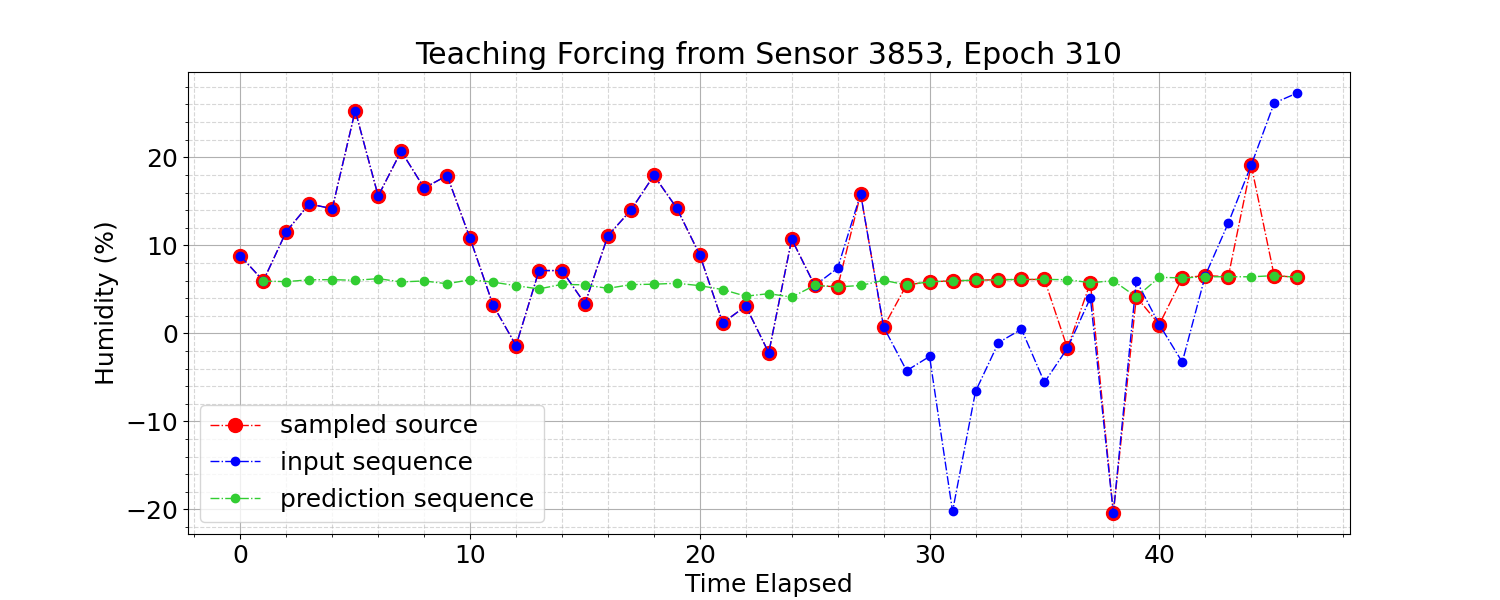 Teaching Forcing from Sensor 3853, Epoch 310
Humidity (%)
20
10
0
−10
−20
sampled source
input sequence
prediction sequence
0 10 20 30 40
Time Elapsed